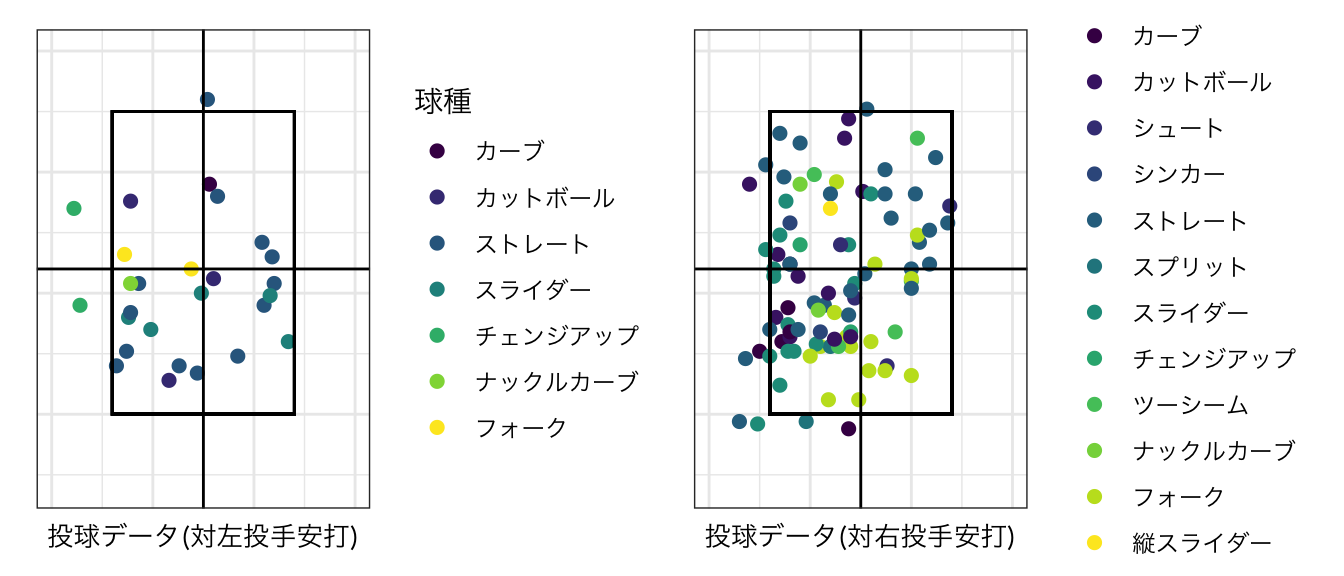 球種
カーブ
カットボール
ストレート
スライダー
チェンジアップ
ナックルカーブ
フォーク
投球データ(対左投手安打)
カーブ
カットボール
シュート
シンカー
ストレート
スプリット
スライダー
チェンジアップ
ツーシーム
ナックルカーブ
フォーク
縦スライダー
投球データ(対右投手安打)